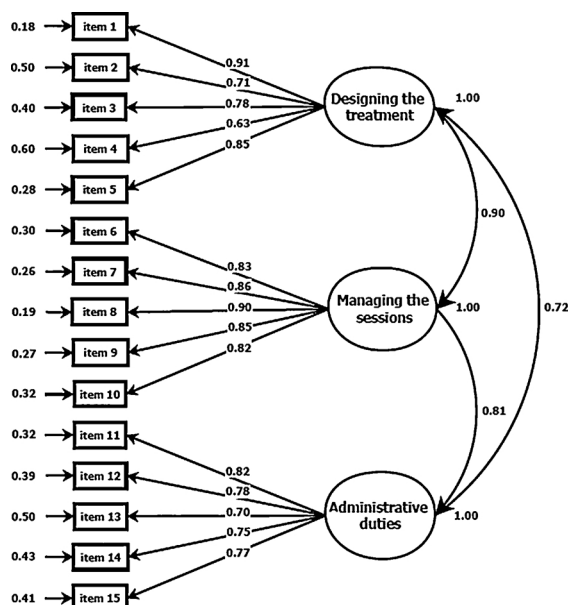 0.18 item 1
0.91
0.50 item 2
0.71
0.40 item 3
0.78
0.60 item 4
0.63
0.28 item 5
0.85
Designing the
treatment
1.00
0.90
0.30 item 6
0.83
0.26 item 7
0.86
0.19 item 8
0.90
0.27 item 9
0.85
0.32 item 10
0.82
Managing the
sessions
1.00
0.72
0.81
0.32 item 11
0.82
0.39 item 12
0.78
0.50 item 13
0.70
0.43 item 14
0.75
0.41 item 15
0.77
Administrative
duties
1.00